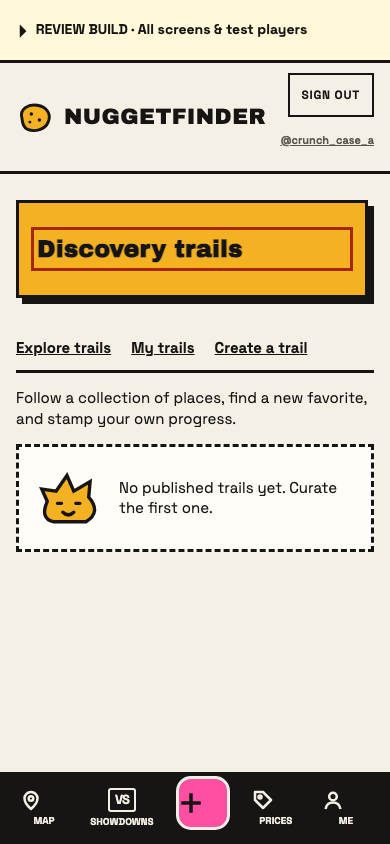 REVIEW BUILD · All screens & test players
SIGN OUT
NUGGETFINDER
@crunch_case_a
Discovery trails
Explore trails My trails Create a trail
Follow a collection of places, find a new favorite,
and stamp your own progress.
No published trails yet. Curate
the first one.
VS
MAP SHOWDOWNS PRICES ME